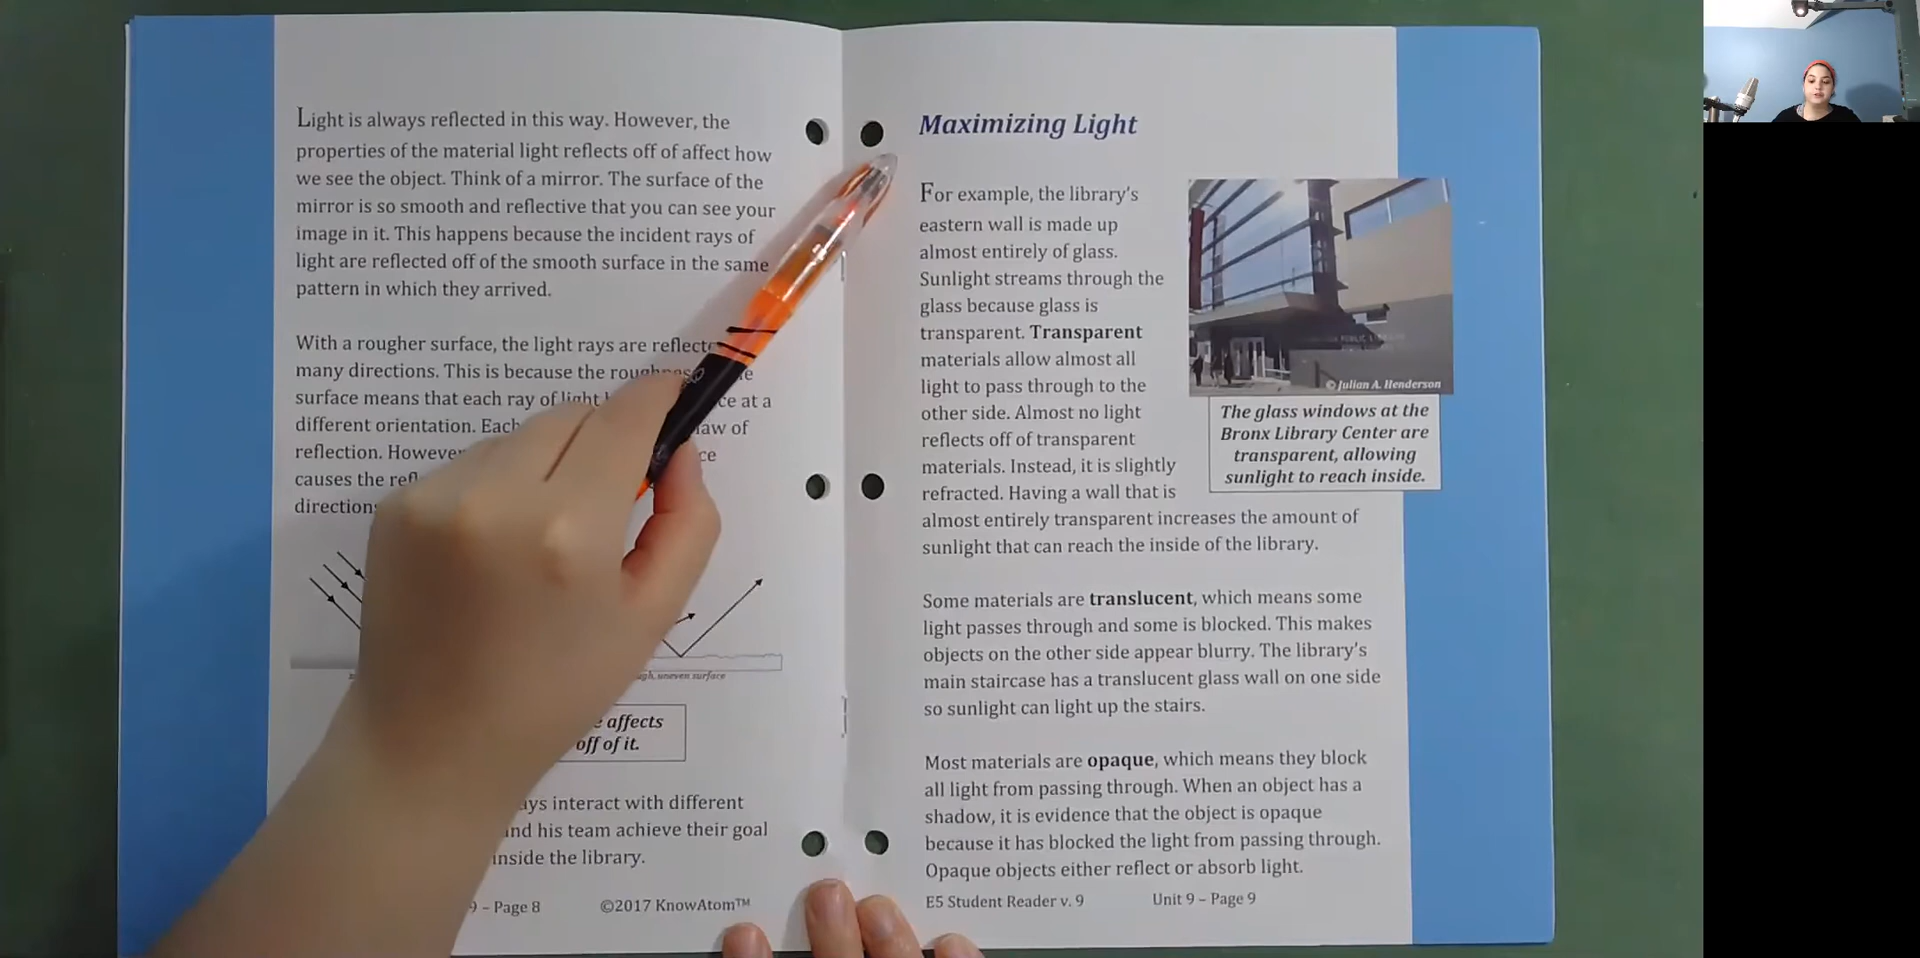 Light is always reflected in this way. However, the
properties of the material light reflects off of affect how
we see the object. Think of a mirror. The surface of the
mirror is so smooth and reflective that you can see your
image in it. This happens because the incident rays of
light are reflected off of the smooth surface in the same
pattern in which they arrived.
With a rougher surface, the light rays are reflect
many directions. This is because the
surface means that each ray of light at a
different orientation. Each law of
reflection.
causes the
uneven surface
affects
off of it.
interact with different
and his team achieve their goal
inside the library.
9 – Page 8 ©2017 KnowAtom™
Maximizing Light
For example, the library's
eastern wall is made up
almost entirely of glass.
Sunlight streams through the
glass because glass is
transparent. Transparent
materials allow almost all
light to pass through to the
other side. Almost no light
reflects off of transparent
materials. Instead, it is slightly
refracted. Having a wall that is
almost entirely transparent increases the amount of
sunlight that can reach the inside of the library.
© Julian A. Henderson
The glass windows at the
Bronx Library Center are
transparent, allowing
sunlight to reach inside.
Some materials are translucent, which means some
light passes through and some is blocked. This makes
objects on the other side appear blurry. The library's
main staircase has a translucent glass wall on one side
so sunlight can light up the stairs.
Most materials are opaque, which means they block
all light from passing through. When an object has a
shadow, it is evidence that the object is opaque
because it has blocked the light from passing through.
Opaque objects either reflect or absorb light.
E5 Student Reader v. 9 Unit 9 – Page 9